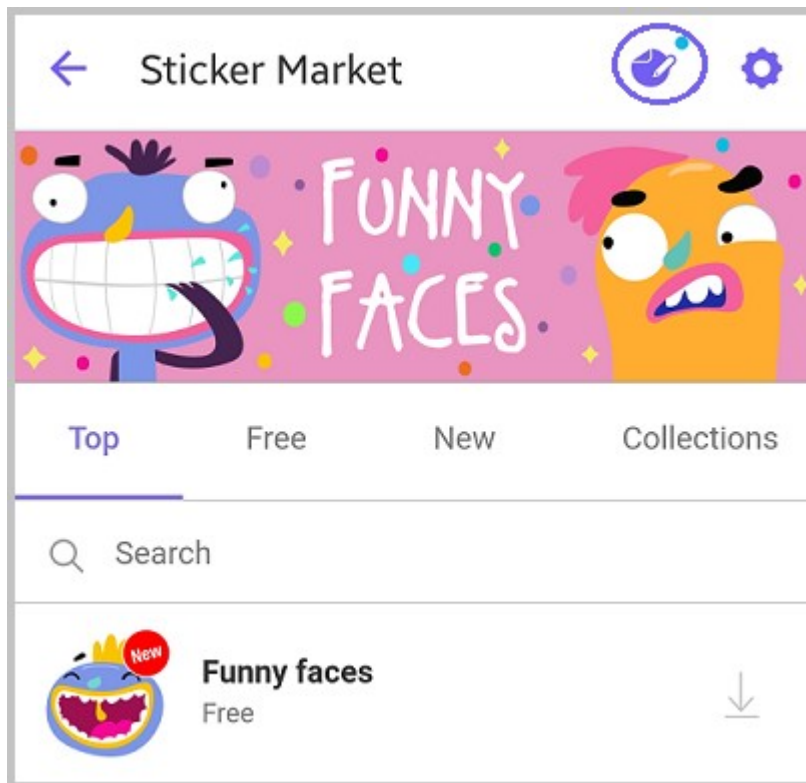 Sticker Market
FUNNY
FACES
Top Free New Collections
Search
New
Funny faces
Free